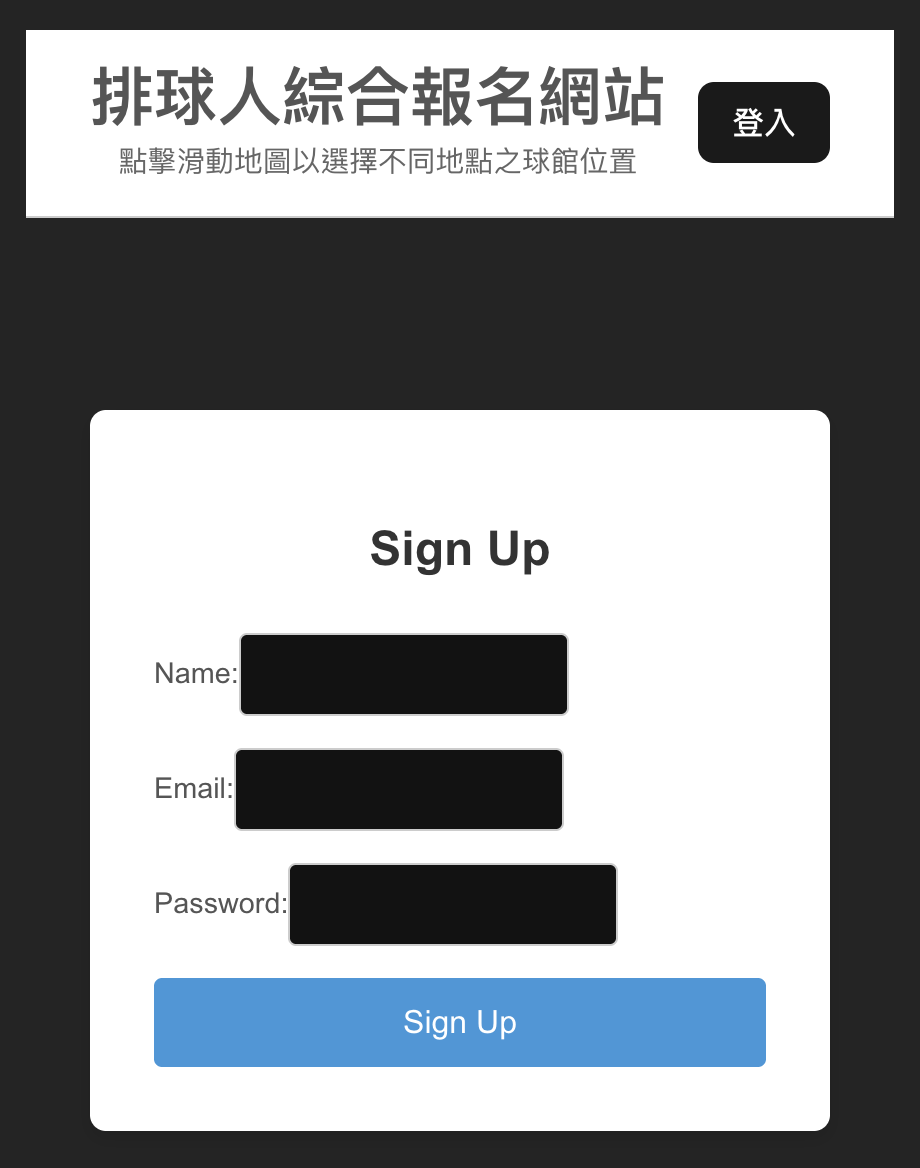 排球人綜合報名網站
點擊滑動地圖以選擇不同地點之球館位置
登入
Sign Up
Name:
Email:
Password:
Sign Up